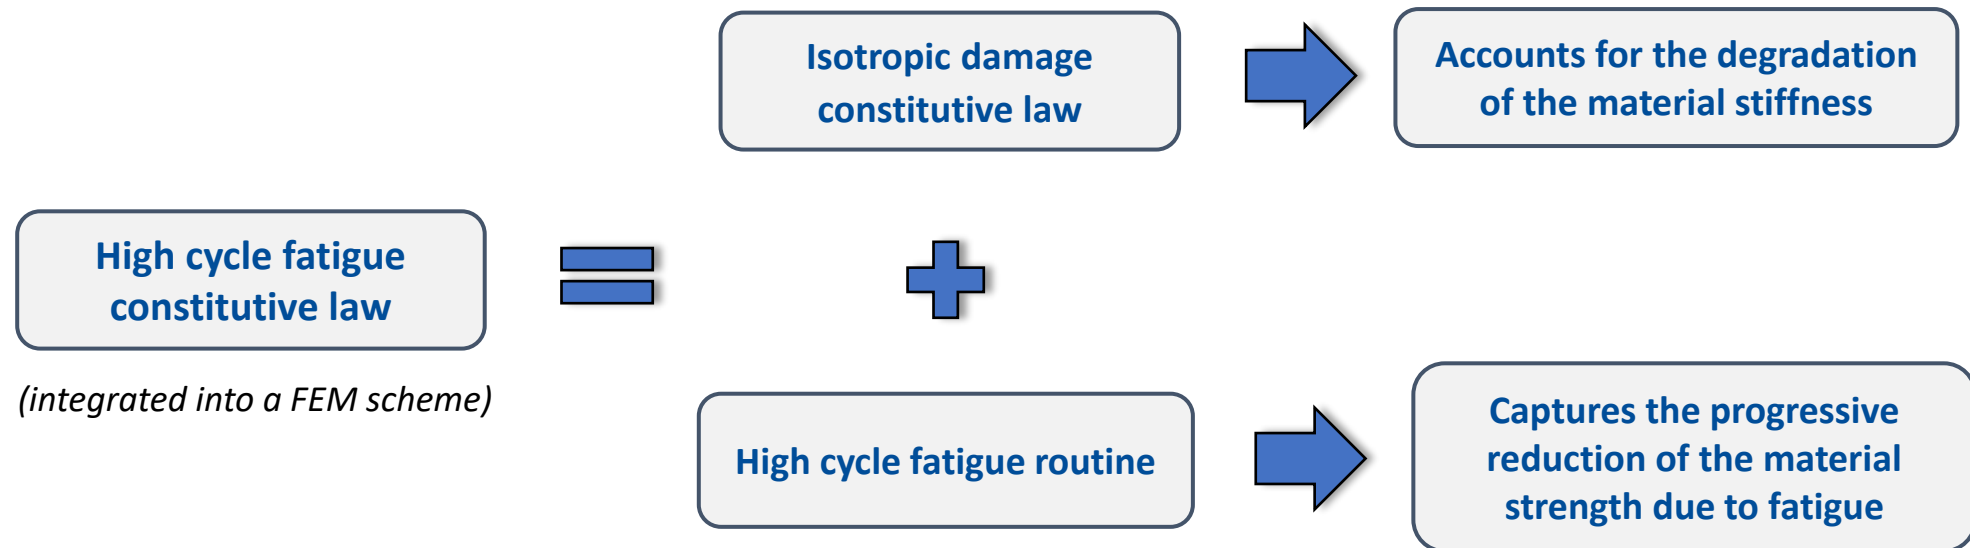 Isotropic damage
constitutive law
Accounts for the degradation
of the material stiffness
High cycle fatigue
constitutive law
(integrated into a FEM scheme)
High cycle fatigue routine
Captures the progressive
reduction of the material
strength due to fatigue